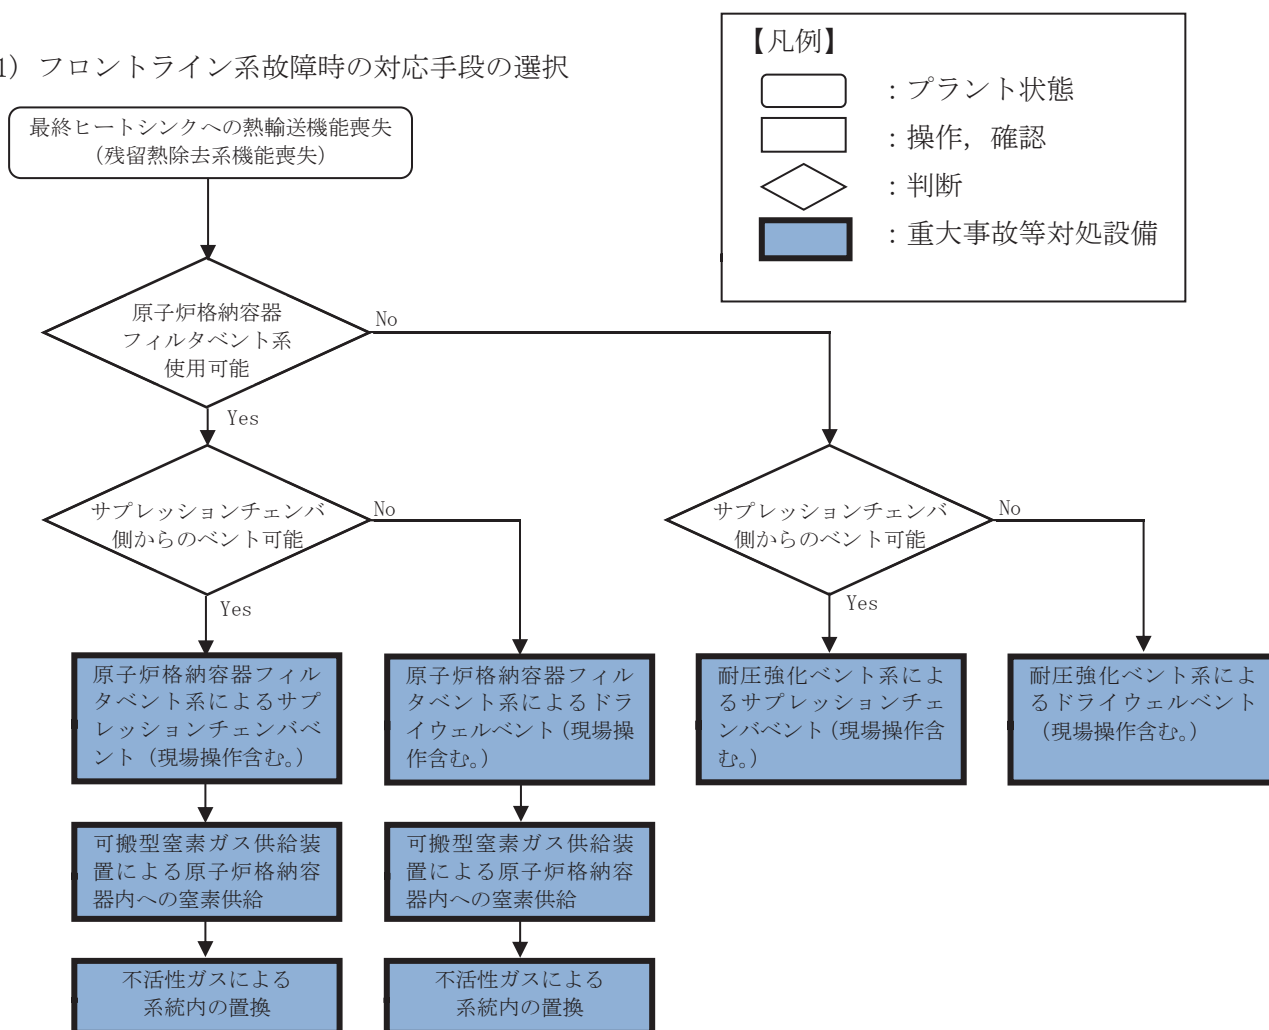 1) フロントライン系故障時の対応手段の選択
【凡例】
：プラント状態
：操作，確認
：判断
：重大事故等対処設備
最終ヒートシンクへの熱輸送機能喪失
（残留熱除去系機能喪失）
原子炉格納容器
フィルタベント系
使用可能
No
Yes
サプレッションチェンバ
側からのベント可能
No
Yes
サプレッションチェンバ
側からのベント可能
No
Yes
原子炉格納容器フィル
タベント系によるサプ
レッションチェンバベ
ント（現場操作含む。）
原子炉格納容器フィル
タベント系によるドラ
イウェルベント（現場操
作含む。）
耐圧強化ベント系によ
るサプレッションチェ
ンバベント（現場操作含
む。）
耐圧強化ベント系によ
るドライウェルベント
（現場操作含む。）
可搬型窒素ガス供給装
置による原子炉格納容
器内への窒素供給
可搬型窒素ガス供給装
置による原子炉格納容
器内への窒素供給
不活性ガスによる
系統内の置換
不活性ガスによる
系統内の置換